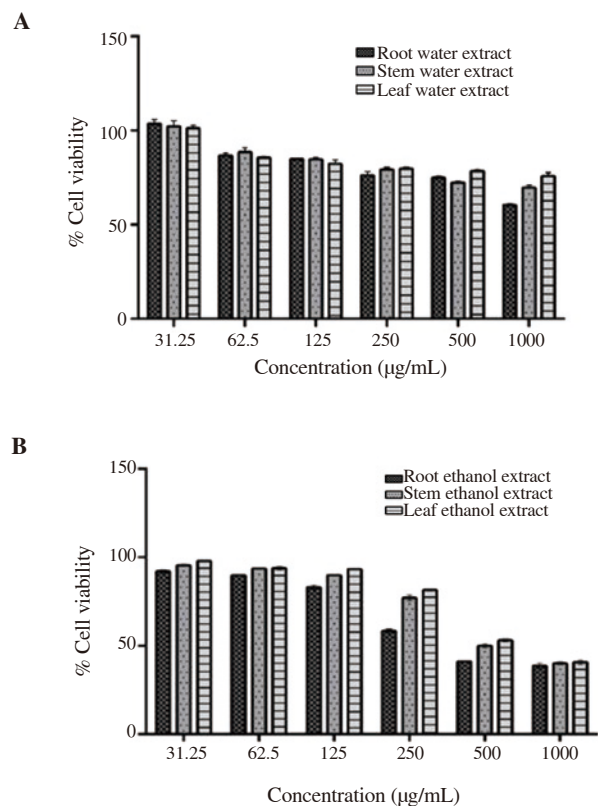 A
150
100
50
0
% Cell viability
Root water extract
Stem water extract
Leaf water extract
31.25 62.5 125 250 500 1000
Concentration (µg/mL)
B
150
100
50
0
% Cell viability
Root ethanol extract
Stem ethanol extract
Leaf ethanol extract
31.25 62.5 125 250 500 1000
Concentration (µg/mL)